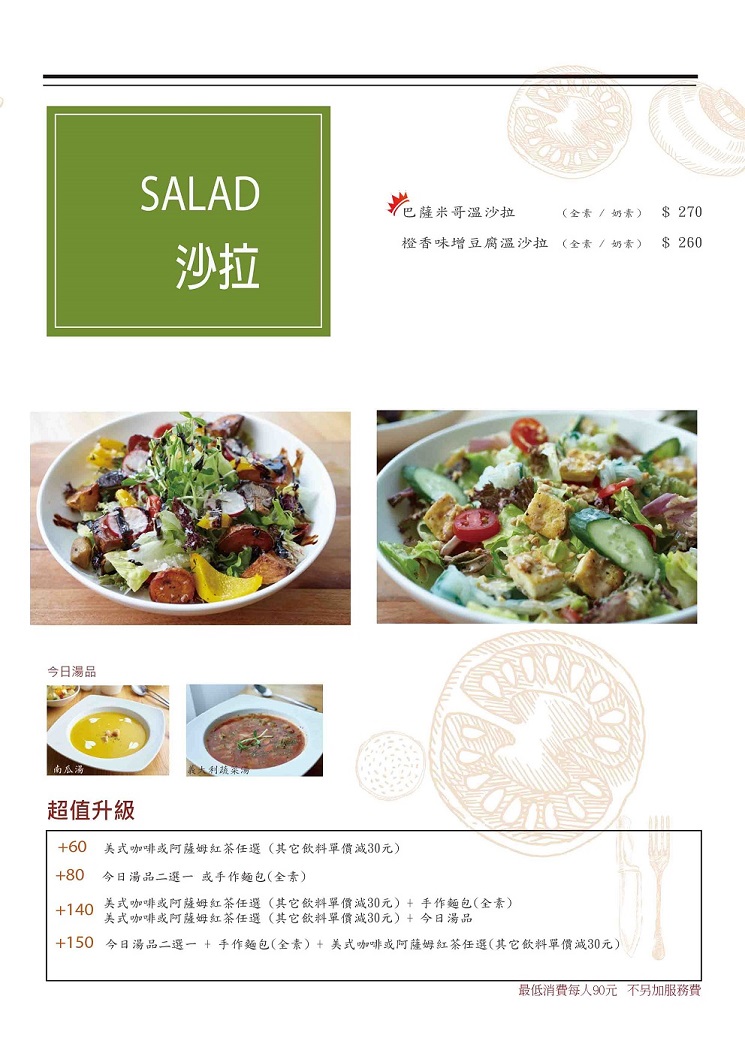 SALAD
沙拉
巴薩米哥溫沙拉 （全素 / 奶素） $ 270
橙香味增豆腐溫沙拉 （全素 / 奶素） $ 260
今日湯品
南瓜湯
義大利蔬菜湯
超值升級
+60 美式咖啡或阿薩姆紅茶任選 (其它飲料單價減30元)
+80 今日湯品二選一 或手作麵包(全素)
+140 美式咖啡或阿薩姆紅茶任選 (其它飲料單價減30元) + 手作麵包(全素)
美式咖啡或阿薩姆紅茶任選 (其它飲料單價減30元) + 今日湯品
+150 今日湯品二選一 + 手作麵包(全素) + 美式咖啡或阿薩姆紅茶任選(其它飲料單價減30元)
最低消費每人90元 不另加服務費